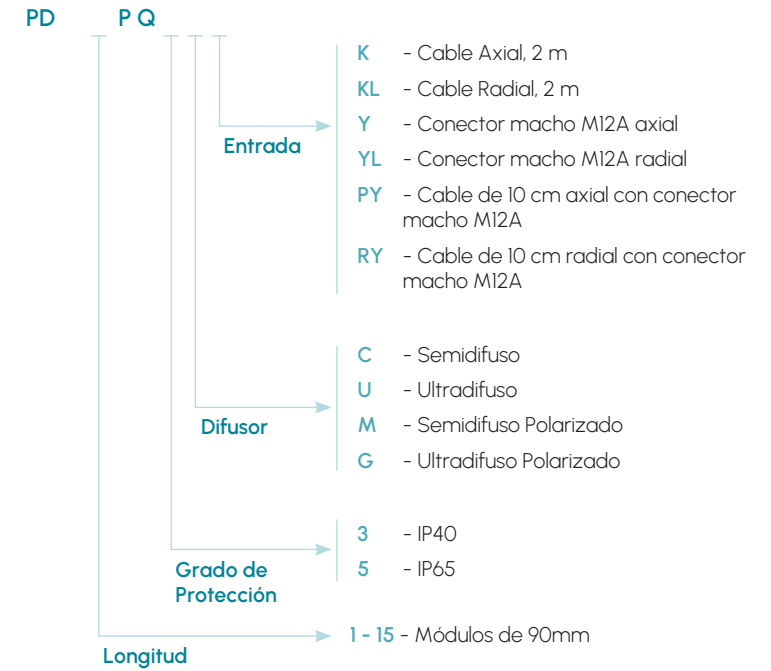 PD P Q
K - Cable Axial, 2 m
KL - Cable Radial, 2 m
Y - Conector macho M12A axial
Entrada
YL - Conector macho M12A radial
PY - Cable de 10 cm axial con conector
macho M12A
RY - Cable de 10 cm radial con conector
macho M12A
C - Semidifuso
U - Ultradifuso
Difusor
M - Semidifuso Polarizado
G - Ultradifuso Polarizado
3 - IP40
5 - IP65
Grado de
Protección
1 - 15 - Módulos de 90mm
Longitud